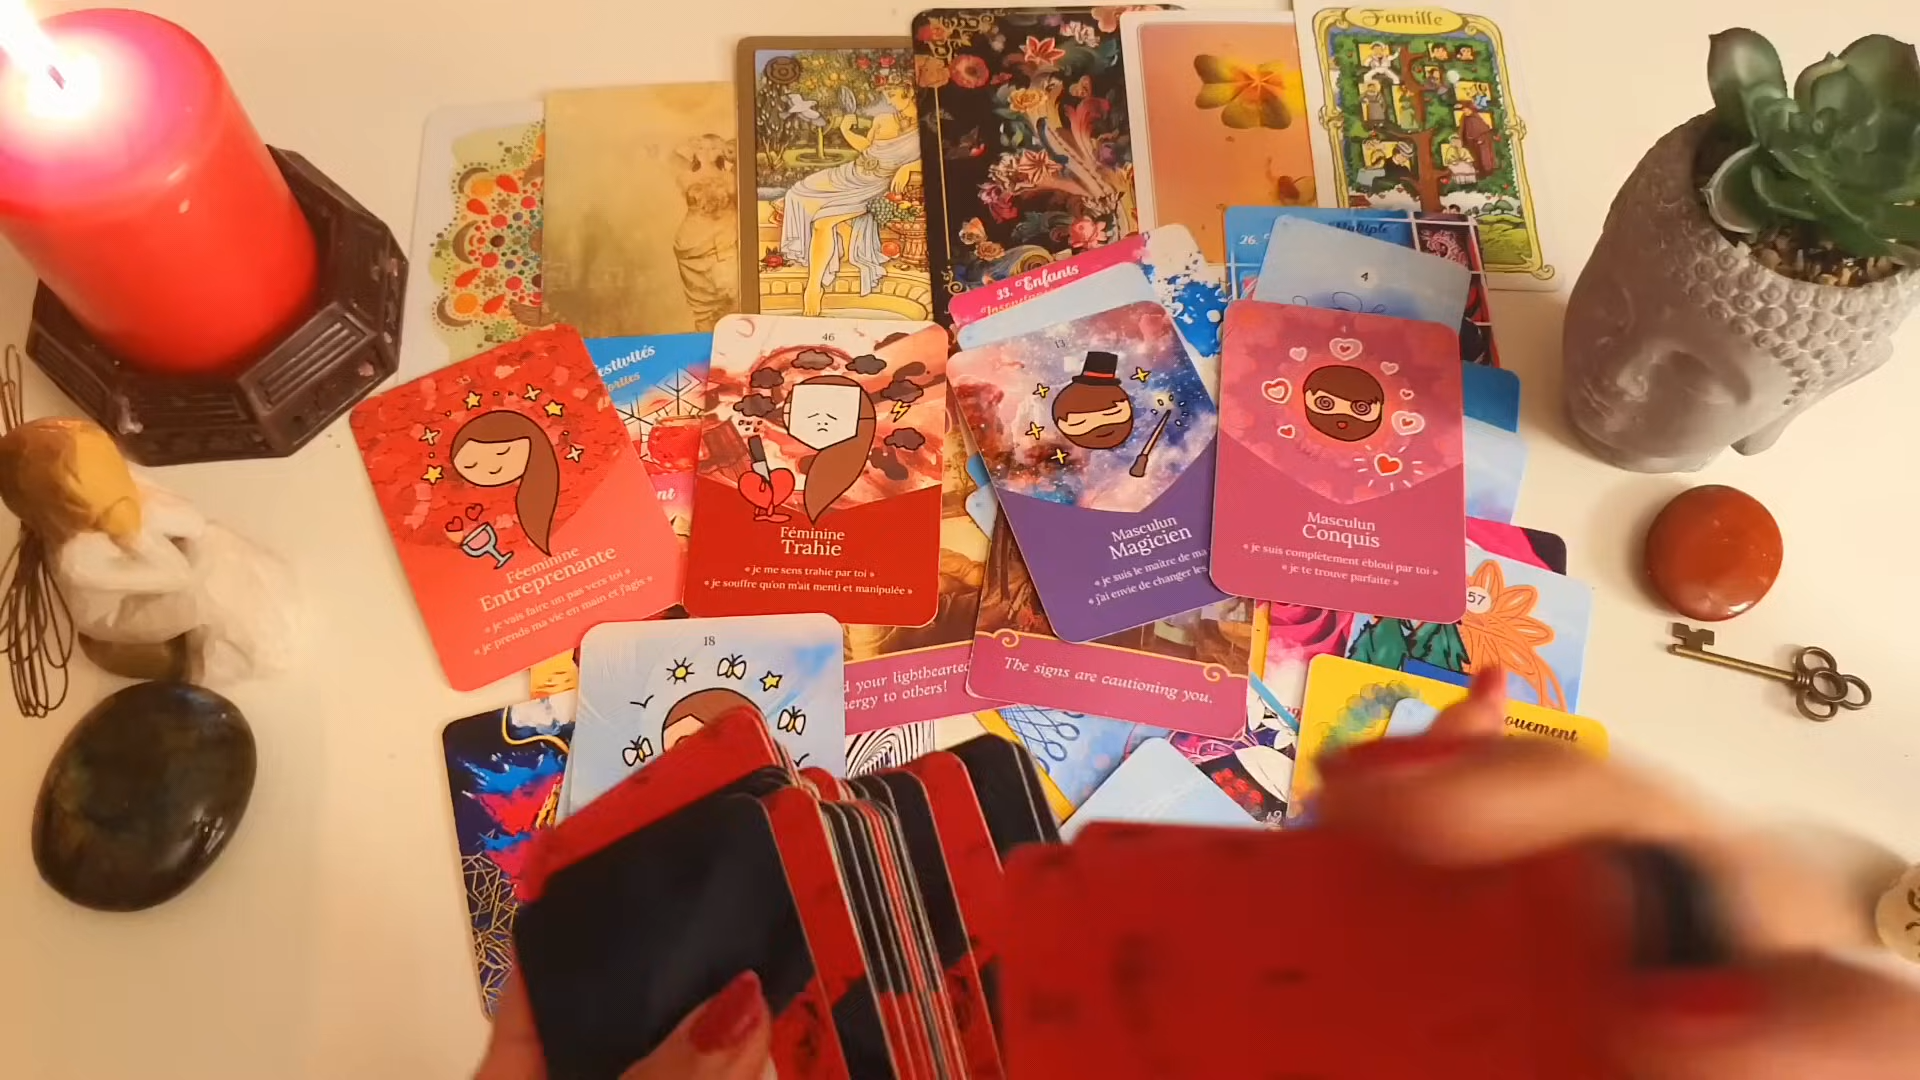 Famille
33. Enfants
26.
Multiple
4
33
46
13
4
Féeminine
Entreprenante
« je vais faire un pas vers toi »
« je prends ma vie en main et j'agis »
Féminine
Trahie
« je me sens trahie par toi »
« je souffre qu'on m'ait menti et manipulée »
Masculun
Magicien
« je suis le maître de ma
« j'ai envie de changer les
Masculun
Conquis
« je suis complètement ébloui par toi »
« je te trouve parfaite »
57
18
your lighthearted
energy to others!
The signs are cautioning you.